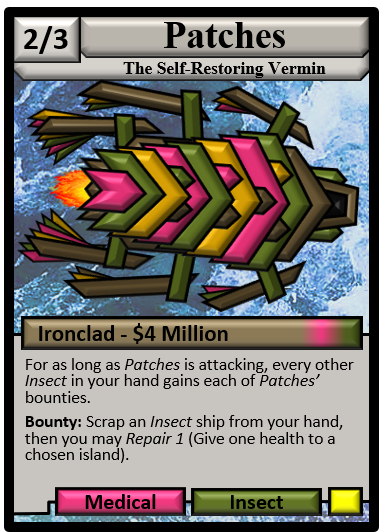 2/3
Patches
The Self-Restoring Vermin
Ironclad - $4 Million
For as long as Patches is attacking, every other
Insect in your hand gains each of Patches’
bounties.
Bounty: Scrap an Insect ship from your hand,
then you may Repair 1 (Give one health to a
chosen island).
Medical
Insect